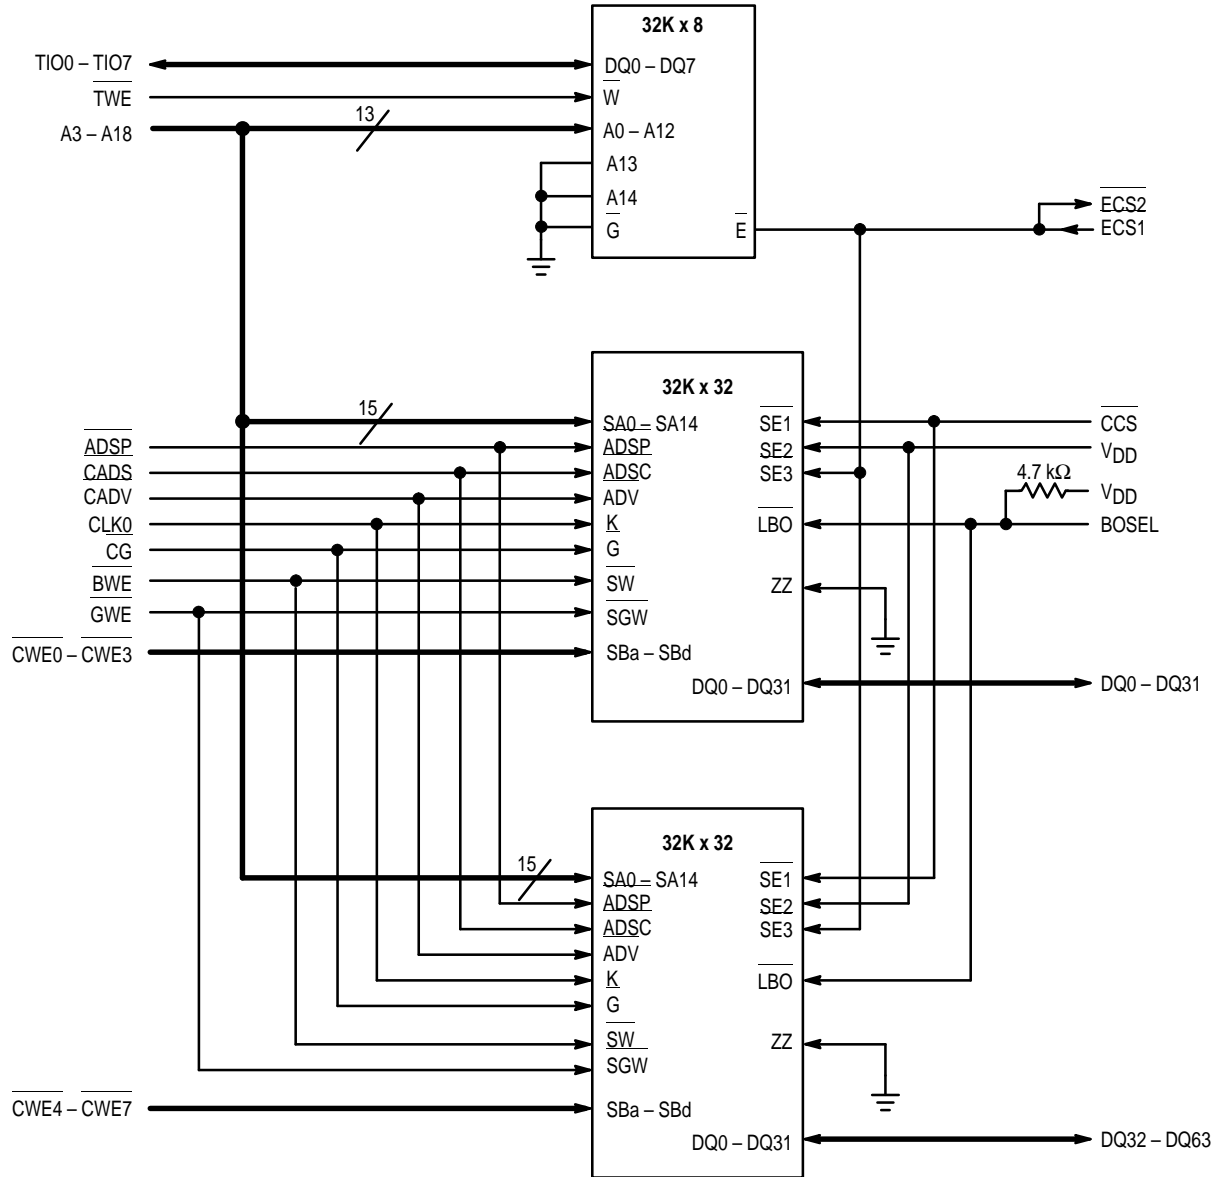 32K x 8
TIO0 – TIO7
DQ0 – DQ7
TWE
W
A3 – A18
13
A0 – A12
A13
A14
G
E
ECS2
ECS1
32K x 32
15
SA0 – SA14
SE1
CCS
ADSP
ADSP
SE2
VDD
CADS
ADSC
SE3
4.7 kΩ
CADV
ADV
VDD
CLK0
K
LBO
BOSEL
CG
G
BWE
SW
ZZ
GWE
SGW
CWE0 – CWE3
SBa – SBd
DQ0 – DQ31
DQ0 – DQ31
32K x 32
15
SA0 – SA14
SE1
ADSP
SE2
ADSC
SE3
ADV
K
LBO
G
SW
ZZ
SGW
CWE4 – CWE7
SBa – SBd
DQ0 – DQ31
DQ32 – DQ63